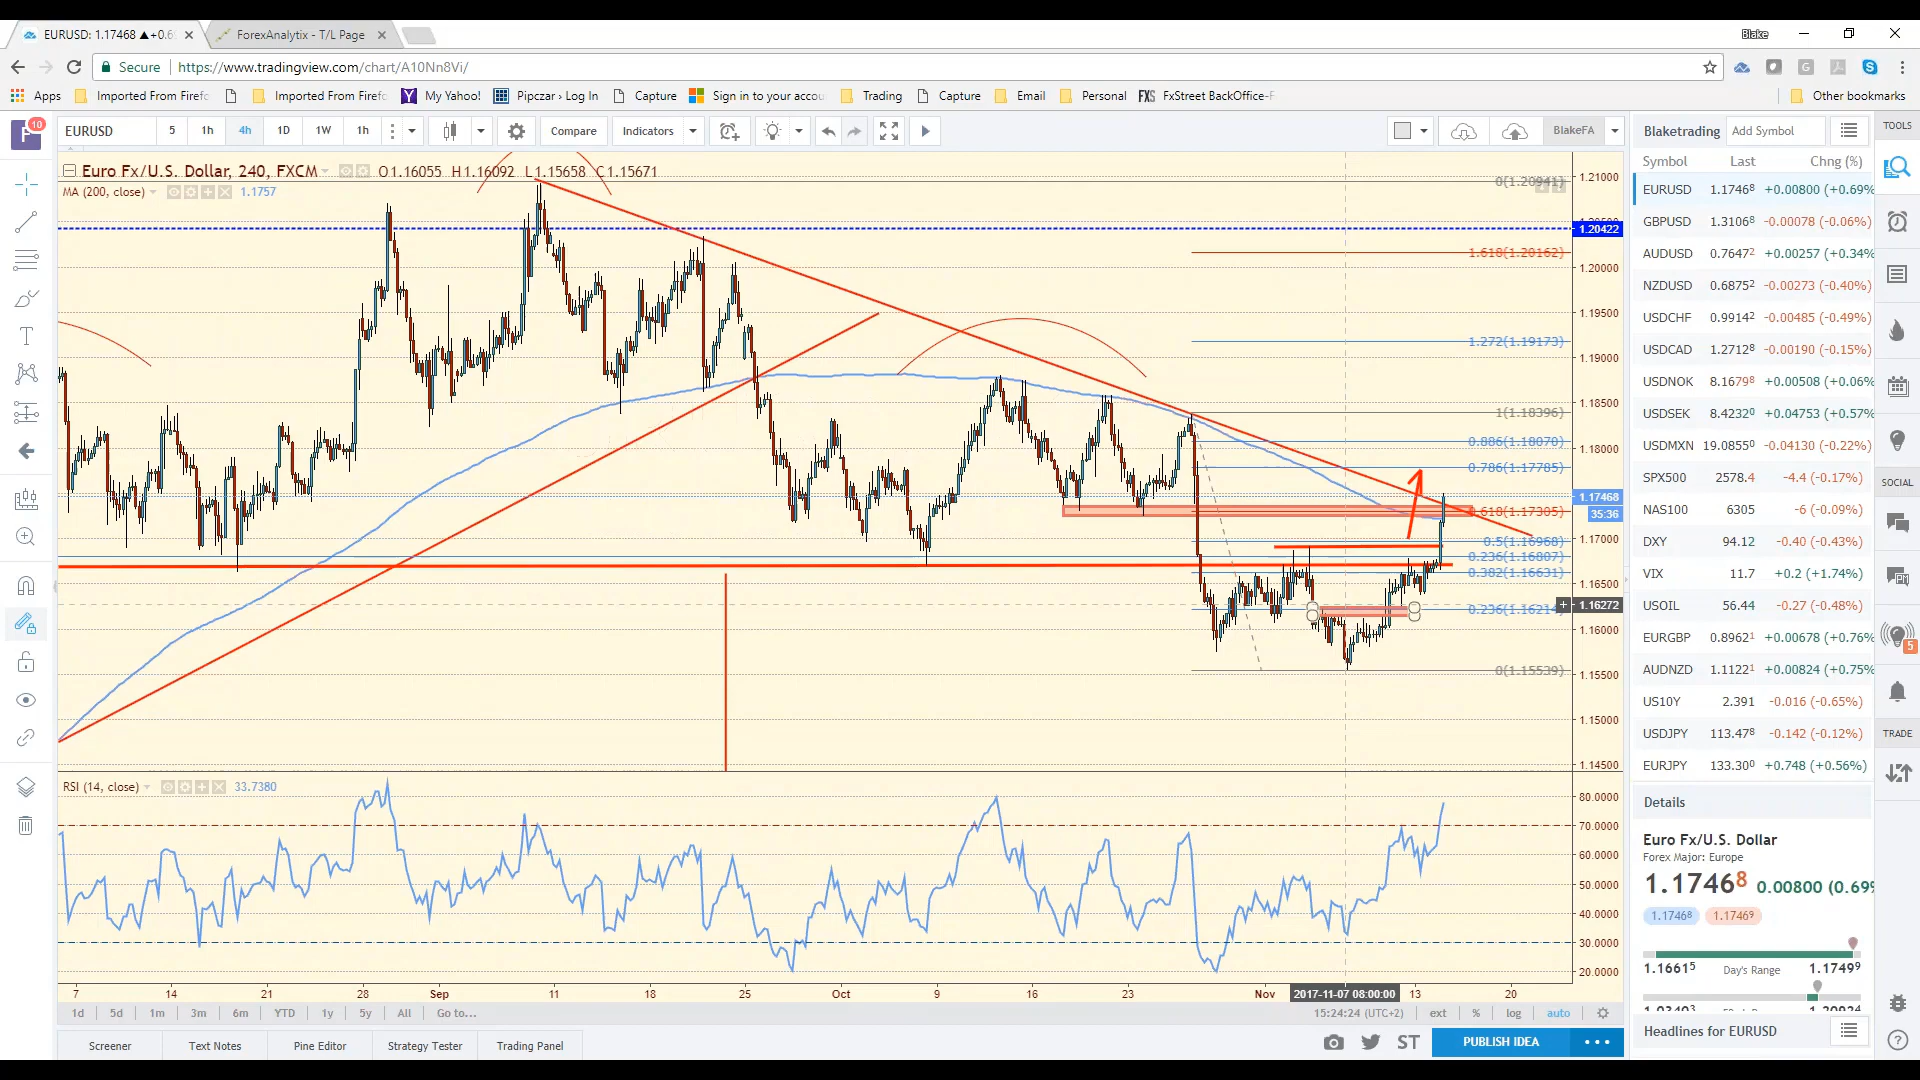 EURUSD: 1.17468 ▲+0.6
ForexAnalytix - T/L Page
Blake
Secure
https://www.tradingview.com/chart/A10Nn8Vi/
Apps
Imported From Firefo
Imported From Firefo
My Yahoo!
Pipczar › Log In
Capture
Sign in to your accou
Trading
Capture
Email
Personal
FXS FxStreet BackOffice-F
Other bookmarks
F 10
EURUSD 5 1h 4h 1D 1W 1h
Compare
Indicators
BlakeFA
Blaketrading
Add Symbol
TOOLS
Euro Fx/U.S. Dollar, 240, FXCM O1.16055 H1.16092 L1.15658 C1.15671
MA (200, close) 1.1757
0(1.20941)
1.618(1.20162)
1.272(1.19173)
1(1.18396)
0.886(1.18070)
0.786(1.17785)
0.618(1.17305)
0.5(1.16968)
0.236(1.16807)
0.382(1.16631)
0.236(1.16214)
0(1.15539)
1.21000
1.20422
1.20000
1.19500
1.19000
1.18500
1.18000
1.17468
35:36
1.17000
1.16500
1.16272
1.16000
1.15500
1.15000
1.14500
RSI (14, close) 33.7380
80.0000
70.0000
60.0000
50.0000
40.0000
30.0000
20.0000
7 14 21 28 Sep 11 18 25 Oct 9 16 23 Nov 2017-11-07 08:00:00 13 20
1d 5d 1m 3m 6m YTD 1y 5y All Go to...
15:24:24 (UTC+2) ext % log auto
Screener Text Notes Pine Editor Strategy Tester Trading Panel
ST
PUBLISH IDEA
Symbol Last Chng (%)
EURUSD 1.17468 +0.00800 (+0.69%
GBPUSD 1.31068 -0.00078 (-0.06%)
AUDUSD 0.76472 +0.00257 (+0.34%
NZDUSD 0.68752 -0.00273 (-0.40%)
USDCHF 0.99142 -0.00485 (-0.49%)
USDCAD 1.27128 -0.00190 (-0.15%)
USDNOK 8.16798 +0.00508 (+0.06%
USDSEK 8.42320 +0.04753 (+0.57%
USDMXN 19.08550 -0.04130 (-0.22%)
SPX500 2578.4 -4.4 (-0.17%)
NAS100 6305 -6 (-0.09%)
DXY 94.12 -0.40 (-0.43%)
VIX 11.7 +0.2 (+1.74%)
USOIL 56.44 -0.27 (-0.48%)
EURGBP 0.89621 +0.00678 (+0.76%
AUDNZD 1.11221 +0.00824 (+0.75%
US10Y 2.391 -0.016 (-0.65%)
USDJPY 113.478 -0.142 (-0.12%)
EURJPY 133.300 +0.748 (+0.56%)
SOCIAL
5
TRADE
Details
Euro Fx/U.S. Dollar
Forex Major: Europe
1.17468 0.00800 (0.69%
1.17468 1.17469
1.16615 Day's Range 1.17499
Headlines for EURUSD